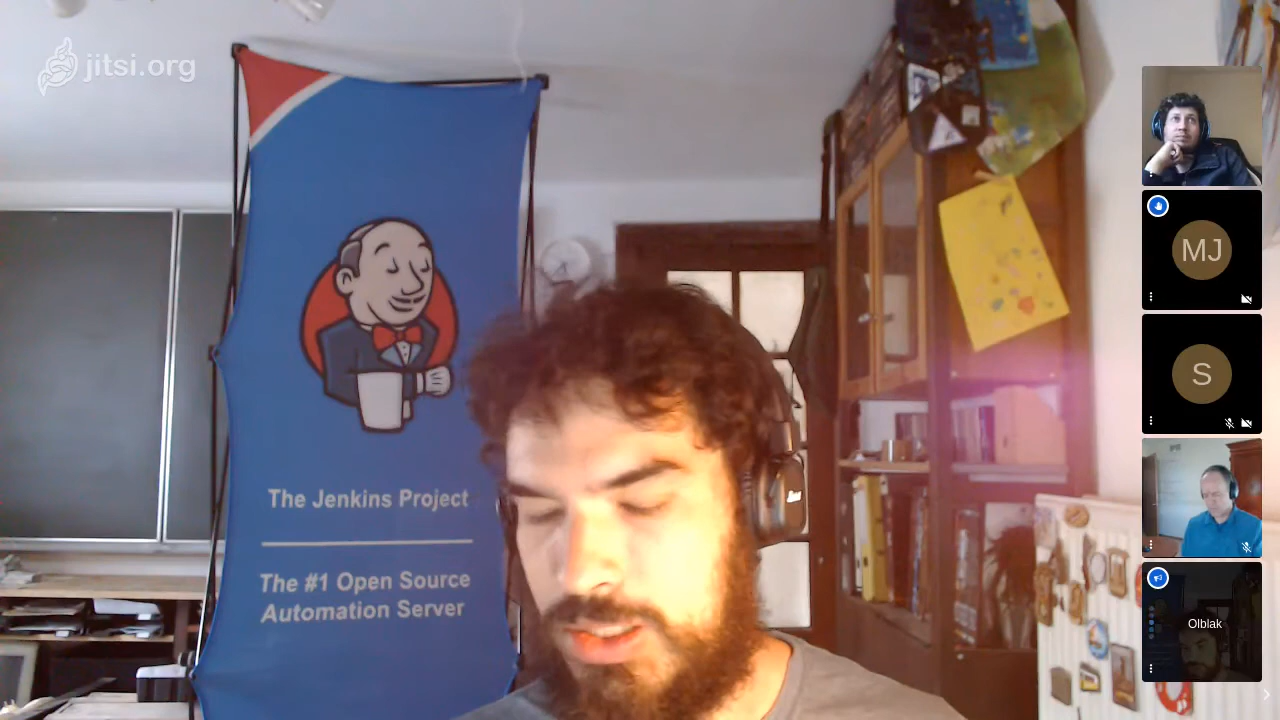 jitsi.org
The Jenkins Project
The #1 Open Source
Automation Server
MJ
S
Olblak